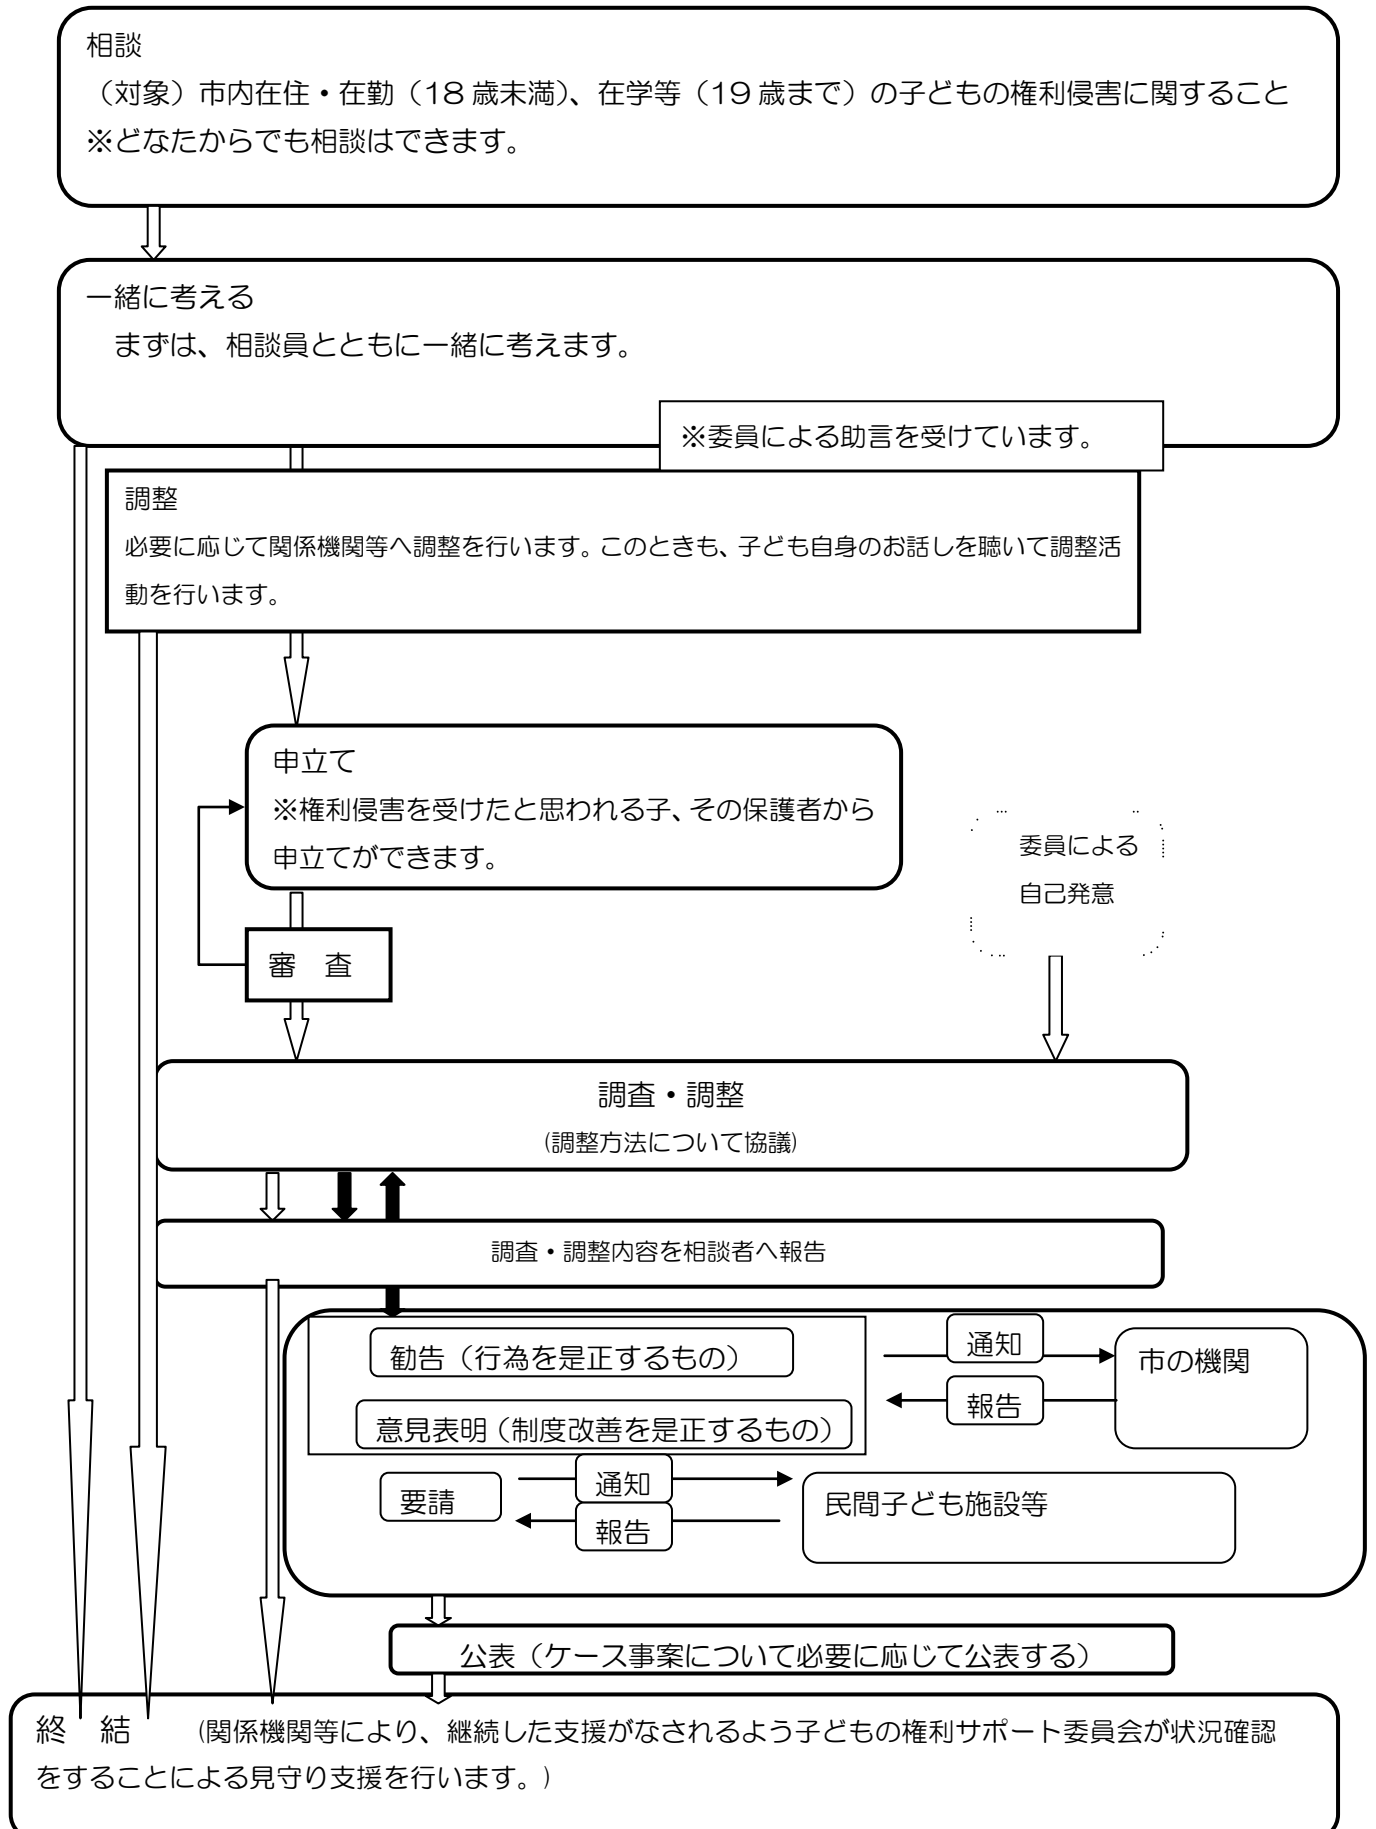 相談
（対象）市内在住・在勤（18 歳未満）、在学等（19 歳まで）の子どもの権利侵害に関すること
※どなたからでも相談はできます。
一緒に考える
まずは、相談員とともに一緒に考えます。
※委員による助言を受けています。
調整
必要に応じて関係機関等へ調整を行います。このときも、子ども自身のお話しを聴いて調整活
動を行います。
申立て
※権利侵害を受けたと思われる子、その保護者から
申立てができます。
委員による
自己発意
審　査
調査・調整
(調整方法について協議)
調査・調整内容を相談者へ報告
勧告（行為を是正するもの）
通知
市の機関
報告
意見表明（制度改善を是正するもの）
要請
通知
民間子ども施設等
報告
公表（ケース事案について必要に応じて公表する）
終　結　　(関係機関等により、継続した支援がなされるよう子どもの権利サポート委員会が状況確認
をすることによる見守り支援を行います。)